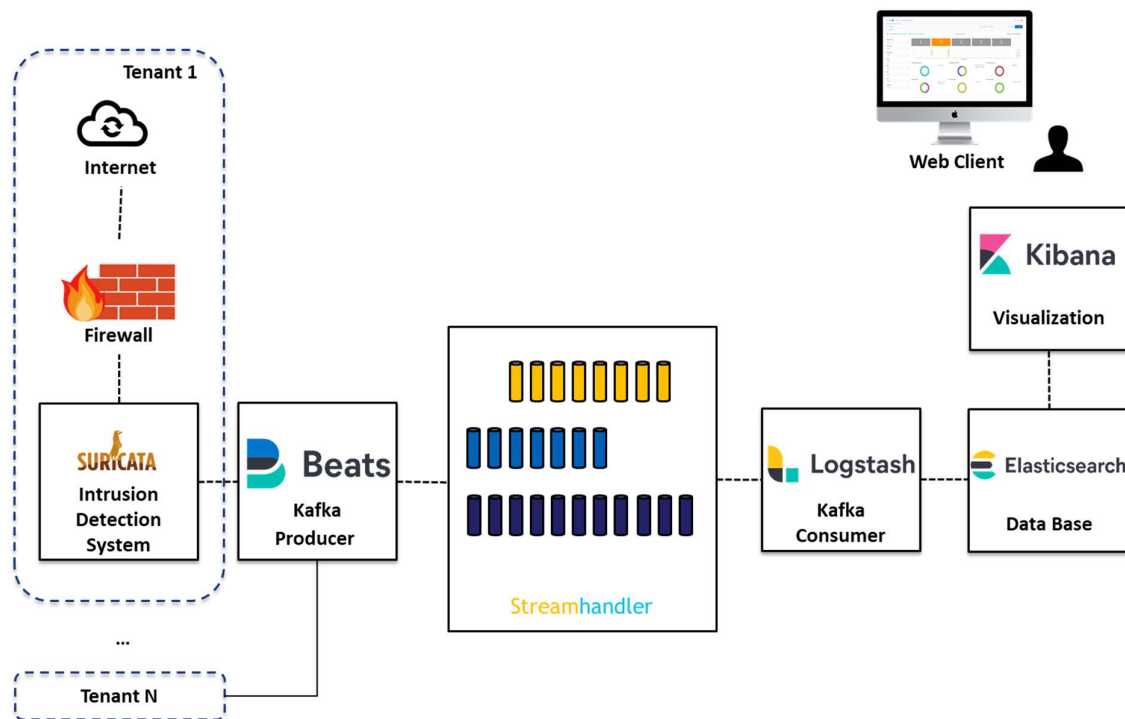 Tenant 1
Internet
Firewall
SURICATA
Intrusion
Detection
System
...
Tenant N
Beats
Kafka
Producer
Streamhandler
Logstash
Kafka
Consumer
Web Client
Kibana
Visualization
Elasticsearch
Data Base